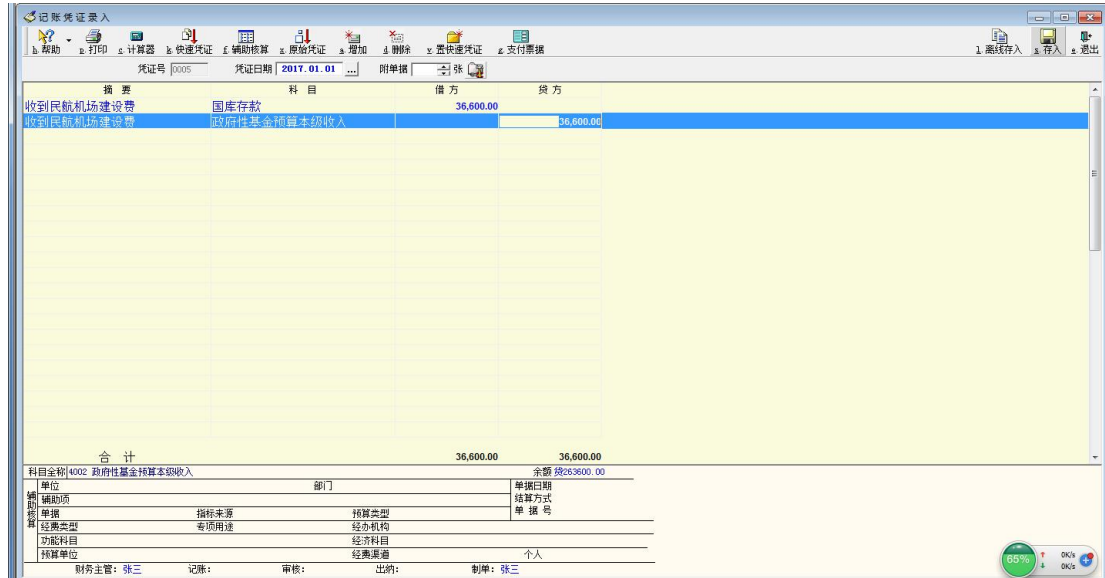 记账凭证录入
h.帮助 p.打印 c.计算器 k.快速凭证 f.辅助核算 x.原始凭证 a.增加 d.删除 y.置快速凭证 z.支付票据 l.离线存入 s.存入 e.退出
凭证号 0005 凭证日期 2017.01.01 ... 附单据 张
摘 要 科 目 借 方 贷 方
收到民航机场建设费 国库存款 36,600.00
收到民航机场建设费 政府性基金预算本级收入 36,600.00
合 计 36,600.00 36,600.00
科目全称 4002 政府性基金预算本级收入 余额 贷263600.00
辅助核算
单位 部门 单据日期
辅助项 结算方式
单据 指标来源 预算类型 单 据 号
经费类型 专项用途 经办机构
功能科目 经济科目
预算单位 经费渠道 个人
财务主管: 张三 记账: 审核: 出纳: 制单: 张三
65% 0K/s
0K/s